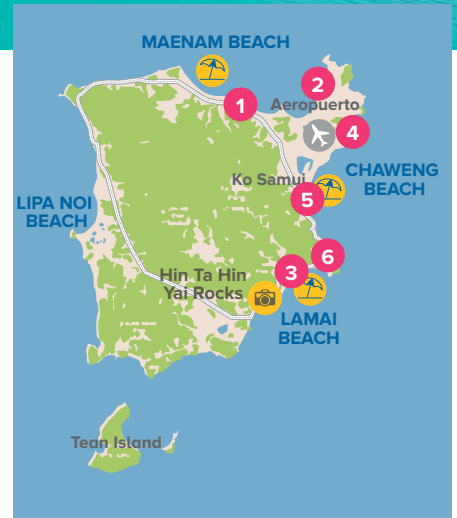 MAENAM BEACH
2
1
Aeropuerto
4
Ko Samui
CHAWENG
BEACH
5
LIPA NOI
BEACH
6
3
Hin Ta Hin
Yai Rocks
LAMAI
BEACH
Tean Island